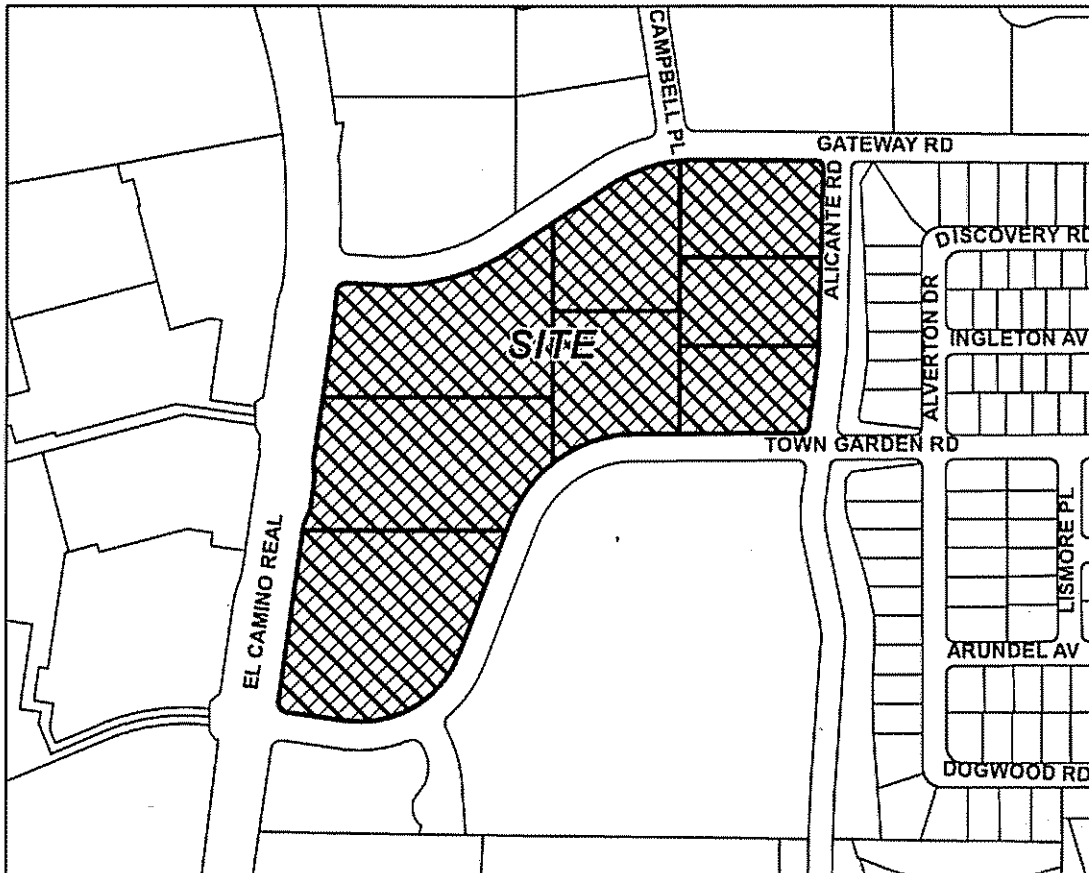 CAMPBELL PL
GATEWAY RD
ALICANTE RD
DISCOVERY RD
ALVERTON DR
INGLETON AV
SITE
TOWN GARDEN RD
LISMORE PL
EL CAMINO REAL
ARUNDEL AV
DOGWOOD RD